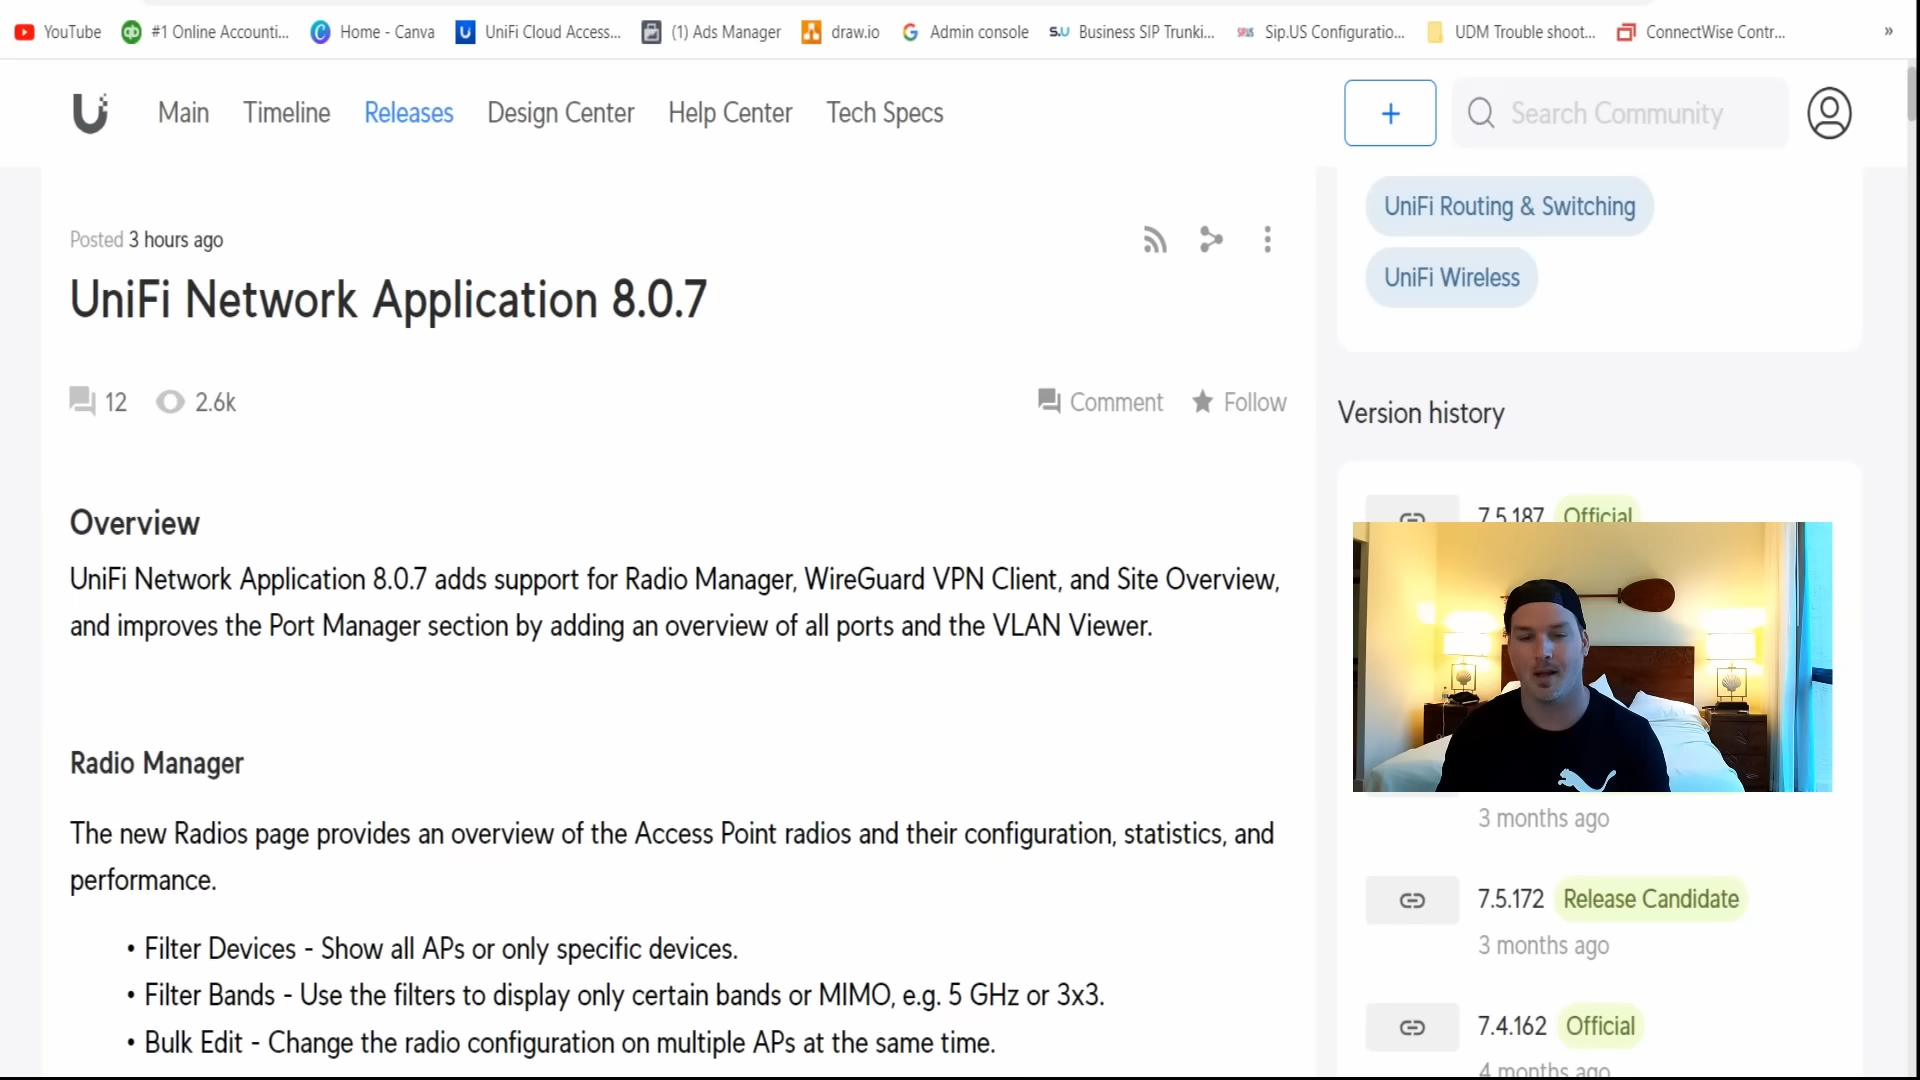 YouTube #1 Online Accounti... Home - Canva UniFi Cloud Access... (1) Ads Manager draw.io Admin console Business SIP Trunki... Sip.US Configuratio... UDM Trouble shoot... ConnectWise Contr... »
Main Timeline Releases Design Center Help Center Tech Specs + Search Community
Posted 3 hours ago
UniFi Network Application 8.0.7
12 2.6k Comment Follow
Overview
UniFi Network Application 8.0.7 adds support for Radio Manager, WireGuard VPN Client, and Site Overview,
and improves the Port Manager section by adding an overview of all ports and the VLAN Viewer.
Radio Manager
The new Radios page provides an overview of the Access Point radios and their configuration, statistics, and
performance.
• Filter Devices - Show all APs or only specific devices.
• Filter Bands - Use the filters to display only certain bands or MIMO, e.g. 5 GHz or 3x3.
• Bulk Edit - Change the radio configuration on multiple APs at the same time.
UniFi Routing & Switching
UniFi Wireless
Version history
7.5.187 Official
3 months ago
7.5.172 Release Candidate
3 months ago
7.4.162 Official
4 months ago